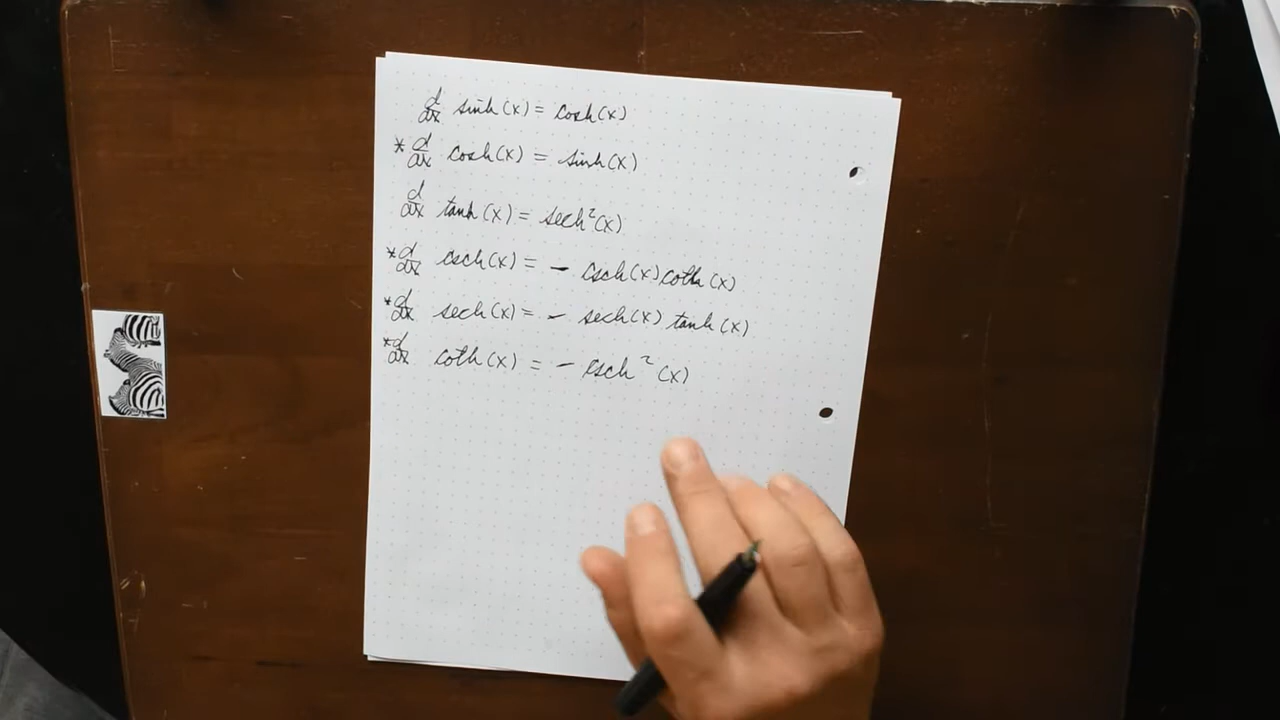 d/dx sinh(x) = cosh(x)
* d/dx cosh(x) = sinh(x)
d/dx tanh(x) = sech²(x)
* d/dx csch(x) = - csch(x) coth(x)
* d/dx sech(x) = - sech(x) tanh(x)
* d/dx coth(x) = - csch²(x)